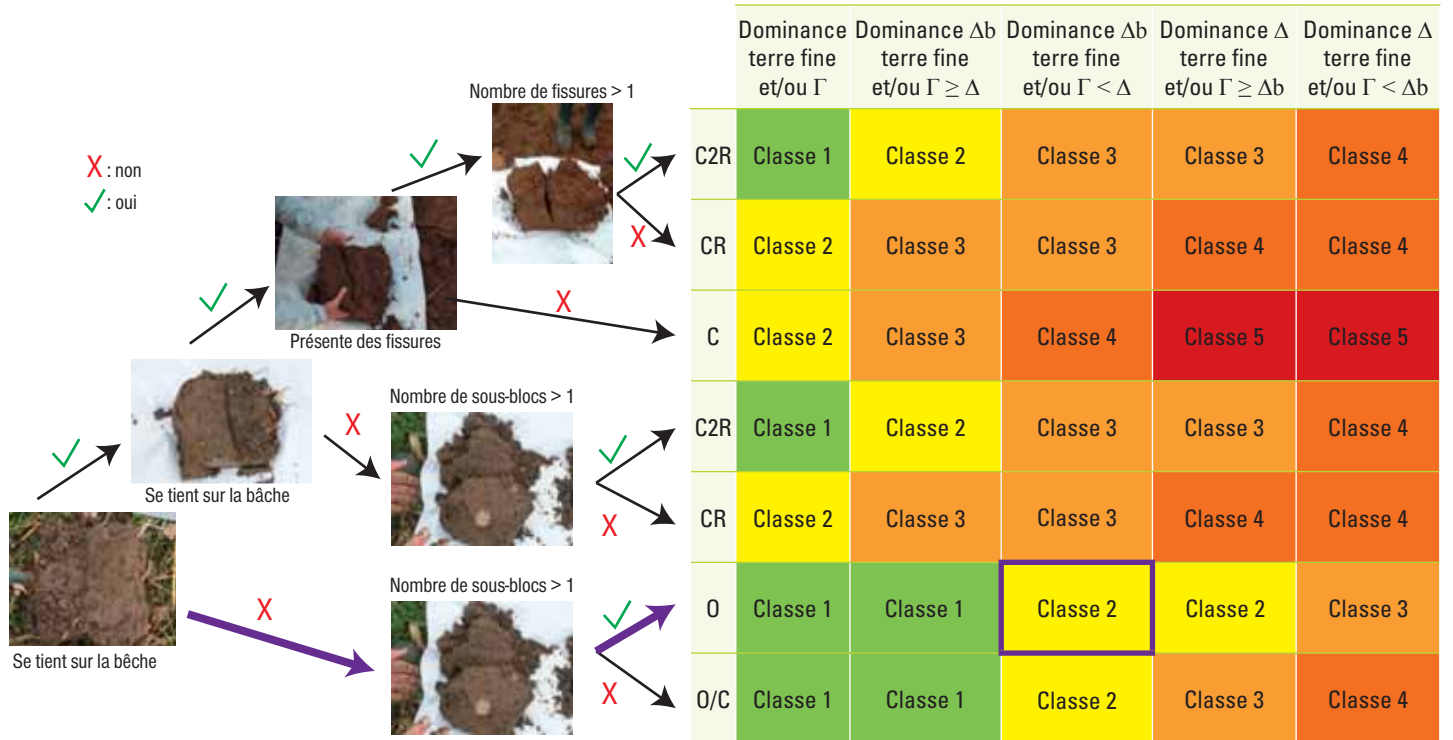 Dominance terre fine et/ou Γ
Dominance Δb terre fine et/ou Γ ≥ Δ
Dominance Δb terre fine et/ou Γ < Δ
Dominance Δ terre fine et/ou Γ ≥ Δb
Dominance Δ terre fine et/ou Γ < Δb
Nombre de fissures > 1
X : non
✓ : oui
✓
✓
X
C2R Classe 1 Classe 2 Classe 3 Classe 3 Classe 4
CR Classe 2 Classe 3 Classe 3 Classe 4 Classe 4
✓
X
Présente des fissures
C Classe 2 Classe 3 Classe 4 Classe 5 Classe 5
Nombre de sous-blocs > 1
✓
X
✓
X
Se tient sur la bâche
C2R Classe 1 Classe 2 Classe 3 Classe 3 Classe 4
CR Classe 2 Classe 3 Classe 3 Classe 4 Classe 4
Nombre de sous-blocs > 1
X
✓
X
Se tient sur la bêche
O Classe 1 Classe 1 Classe 2 Classe 2 Classe 3
O/C Classe 1 Classe 1 Classe 2 Classe 3 Classe 4